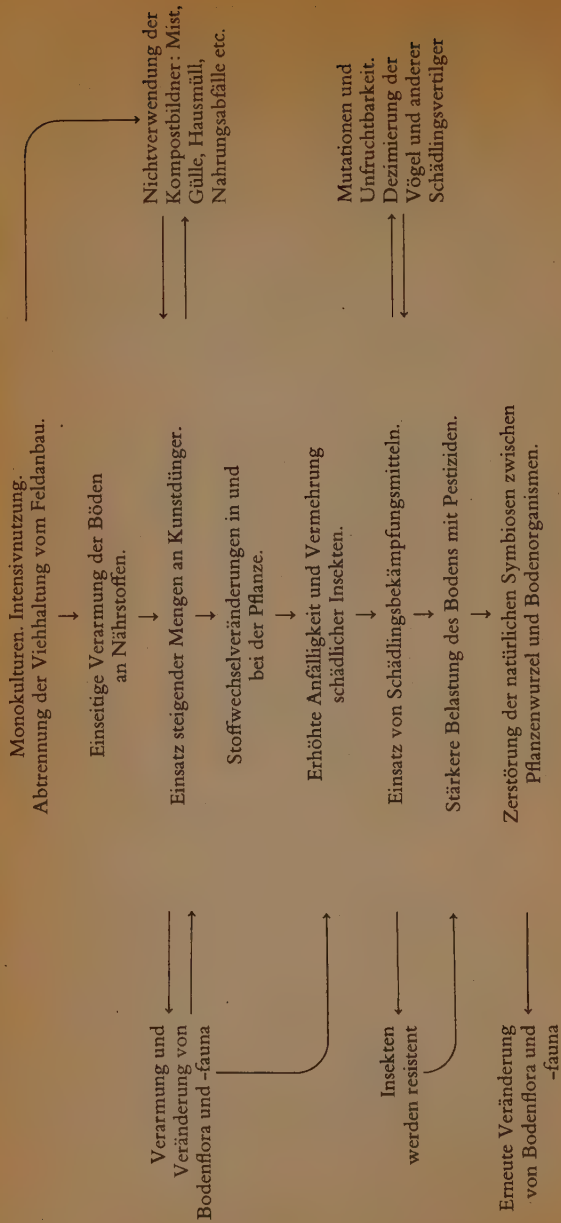 Monokulturen. Intensivnutzung.
Abtrennung der Viehhaltung vom Feldanbau.
Einseitige Verarmung der Böden
an Nährstoffen.
Nichtverwendung der
Kompostbildner: Mist,
Gülle, Hausmüll,
Nahrungsabfälle etc.
Verarmung und
Veränderung von
Bodenflora und -fauna
Einsatz steigender Mengen an Kunstdünger.
Stoffwechselveränderungen in und
bei der Pflanze.
Erhöhte Anfälligkeit und Vermehrung
schädlicher Insekten.
Insekten
werden resistent
Einsatz von Schädlingsbekämpfungsmitteln.
Mutationen und
Unfruchtbarkeit.
Dezimierung der
Vögel und anderer
Schädlingsvertilger
Stärkere Belastung des Bodens mit Pestiziden.
Zerstörung der natürlichen Symbiosen zwischen
Pflanzenwurzel und Bodenorganismen.
Erneute Veränderung
von Bodenflora und
-fauna